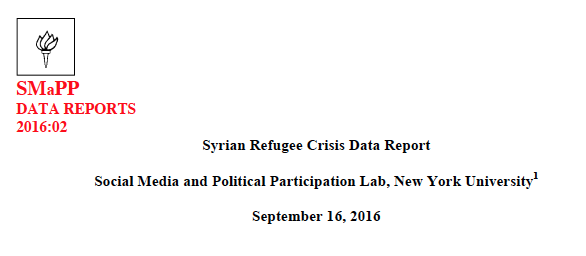 SMaPP
DATA REPORTS
2016:02
Syrian Refugee Crisis Data Report
Social Media and Political Participation Lab, New York University1
September 16, 2016